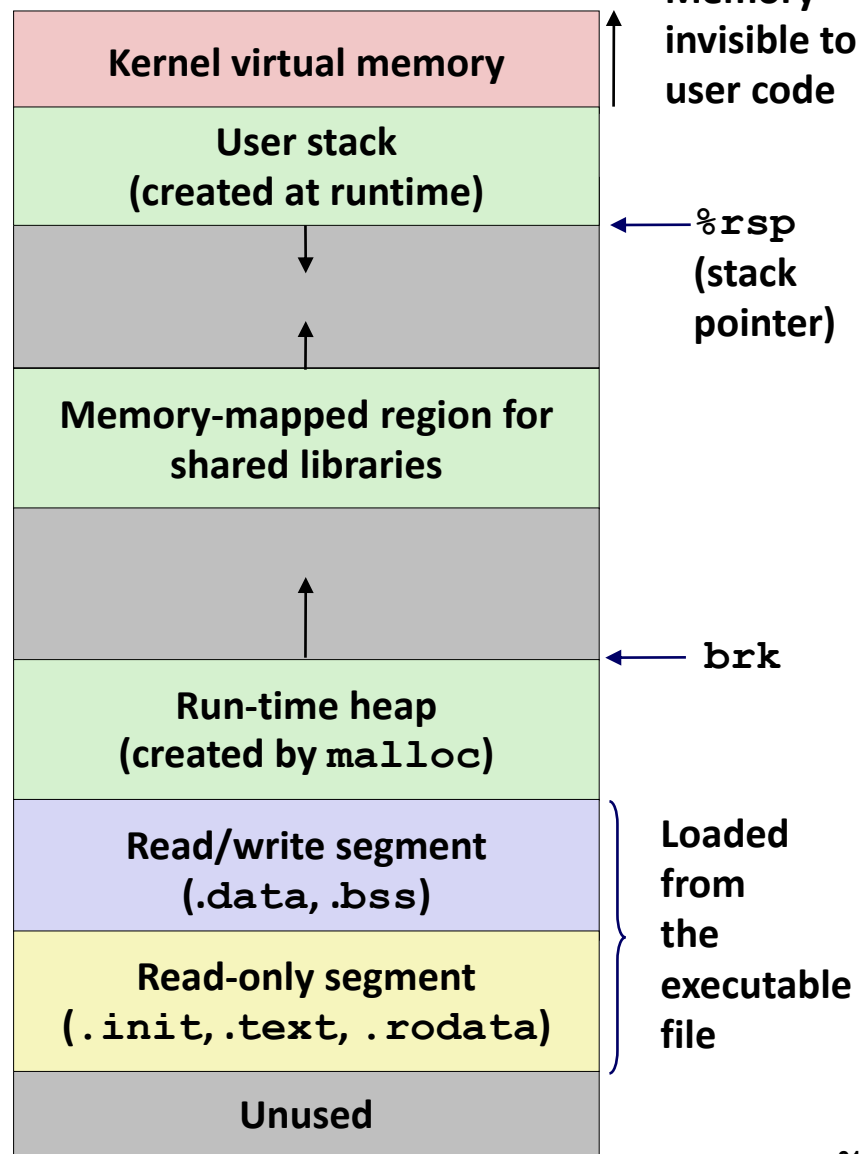 Memory
invisible to
user code
Kernel virtual memory
User stack
(created at runtime)
%rsp
(stack
pointer)
Memory-mapped region for
shared libraries
brk
Run-time heap
(created by malloc)
Read/write segment
(.data, .bss)
Read-only segment
(.init, .text, .rodata)
Loaded
from
the
executable
file
Unused